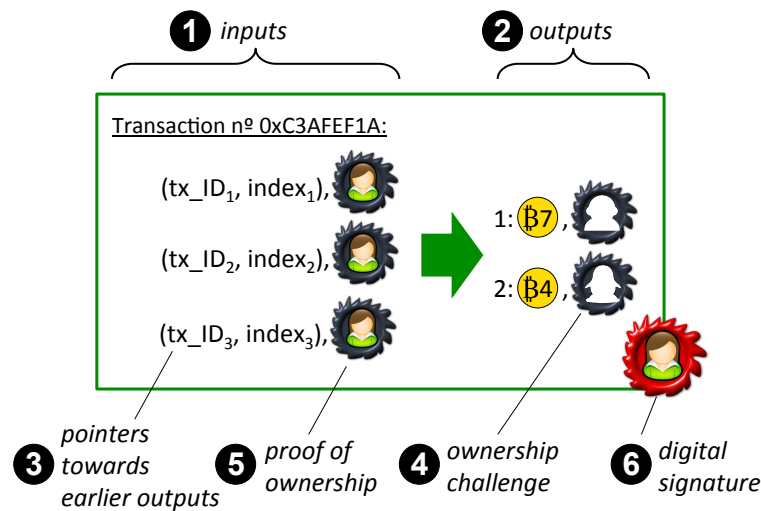 1 inputs
2 outputs
Transaction nº 0xC3AFEF1A:
(tx_ID₁, index₁),
(tx_ID₂, index₂),
(tx_ID₃, index₃),
1: ₿7 ,
2: ₿4 ,
3 pointers
towards
earlier outputs
5 proof of
ownership
4 ownership
challenge
6 digital
signature